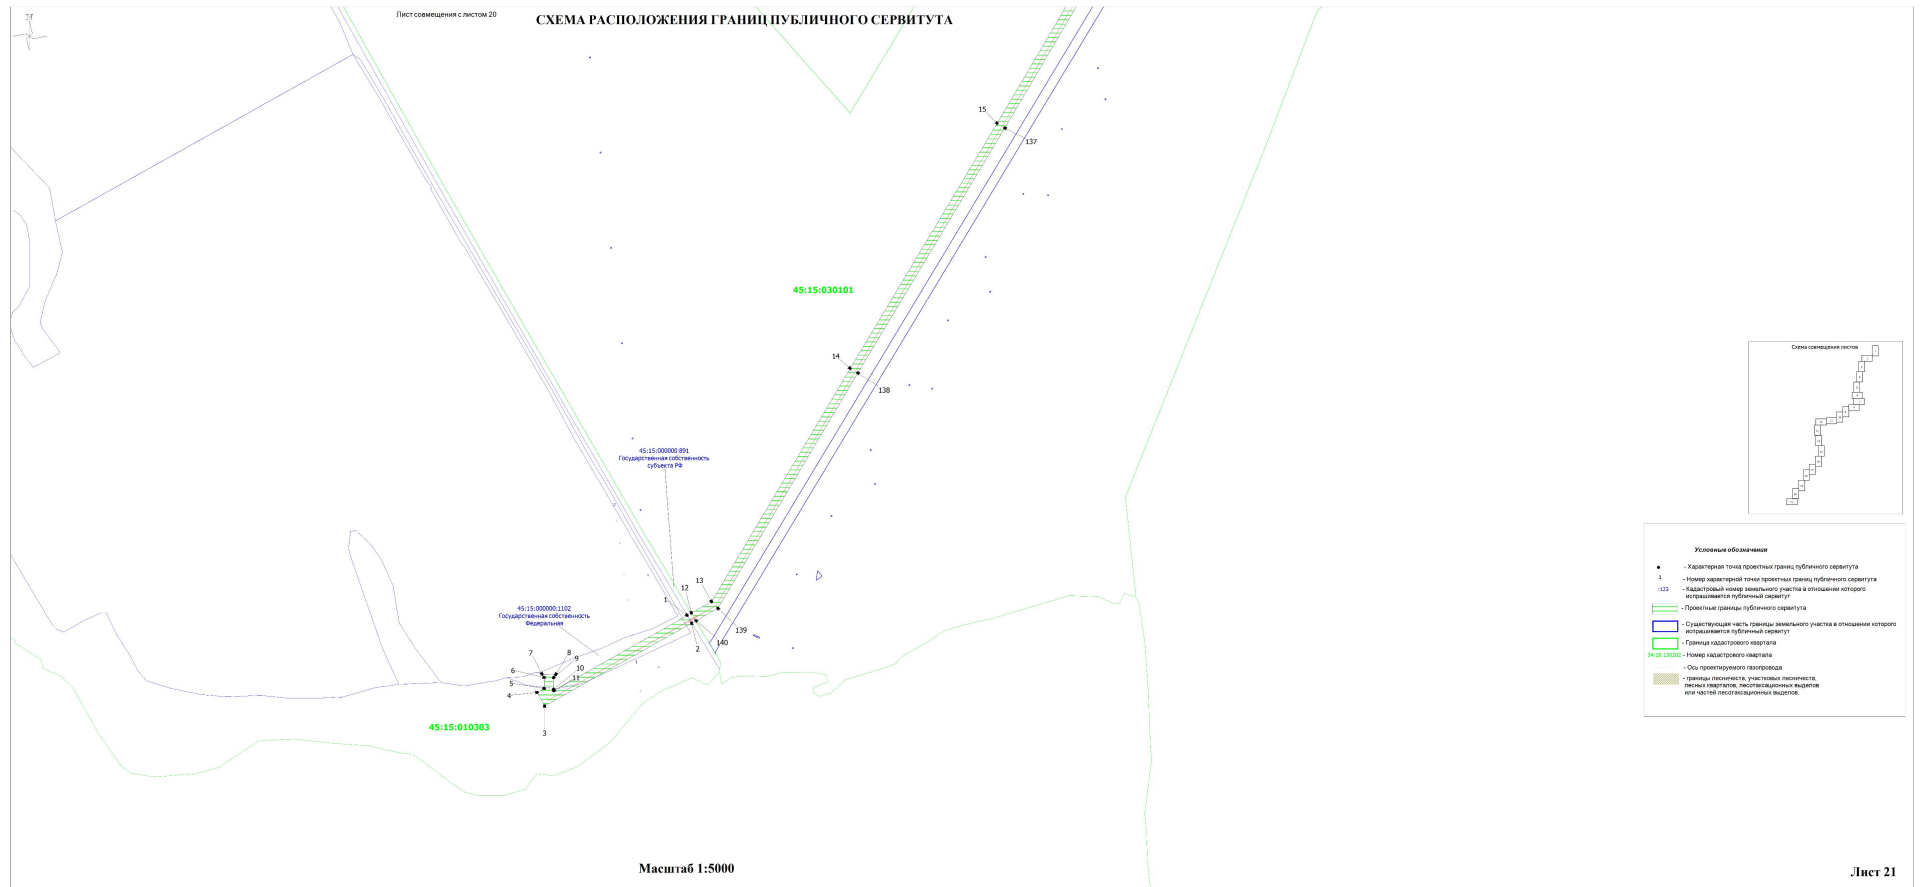 Лист совмещения с листом 20
СХЕМА РАСПОЛОЖЕНИЯ ГРАНИЦ ПУБЛИЧНОГО СЕРВИТУТА
15
137
45:15:030101
14
138
45:15:000000:891
Государственная собственность
субъекта РФ
13
12
1
139
140
2
45:15:000000:1102
Государственная собственность
Федеральная
7
8
9
6
10
5
11
4
3
45:15:010303
Схема совмещения листов
Условные обозначения
- Характерная точка проектных границ публичного сервитута
1
- Номер характерной точки проектных границ публичного сервитута
:123
- Кадастровый номер земельного участка в отношении которого
испрашивается публичный сервитут
- Проектные границы публичного сервитута
- Существующая часть границы земельного участка в отношении которого
испрашивается публичный сервитут
- Граница кадастрового квартала
34:26:130202 - Номер кадастрового квартала
- Ось проектируемого газопровода
- границы лесничеств, участковых лесничеств,
лесных кварталов, лесотаксационных выделов
или частей лесотаксационных выделов.
Масштаб 1:5000
Лист 21